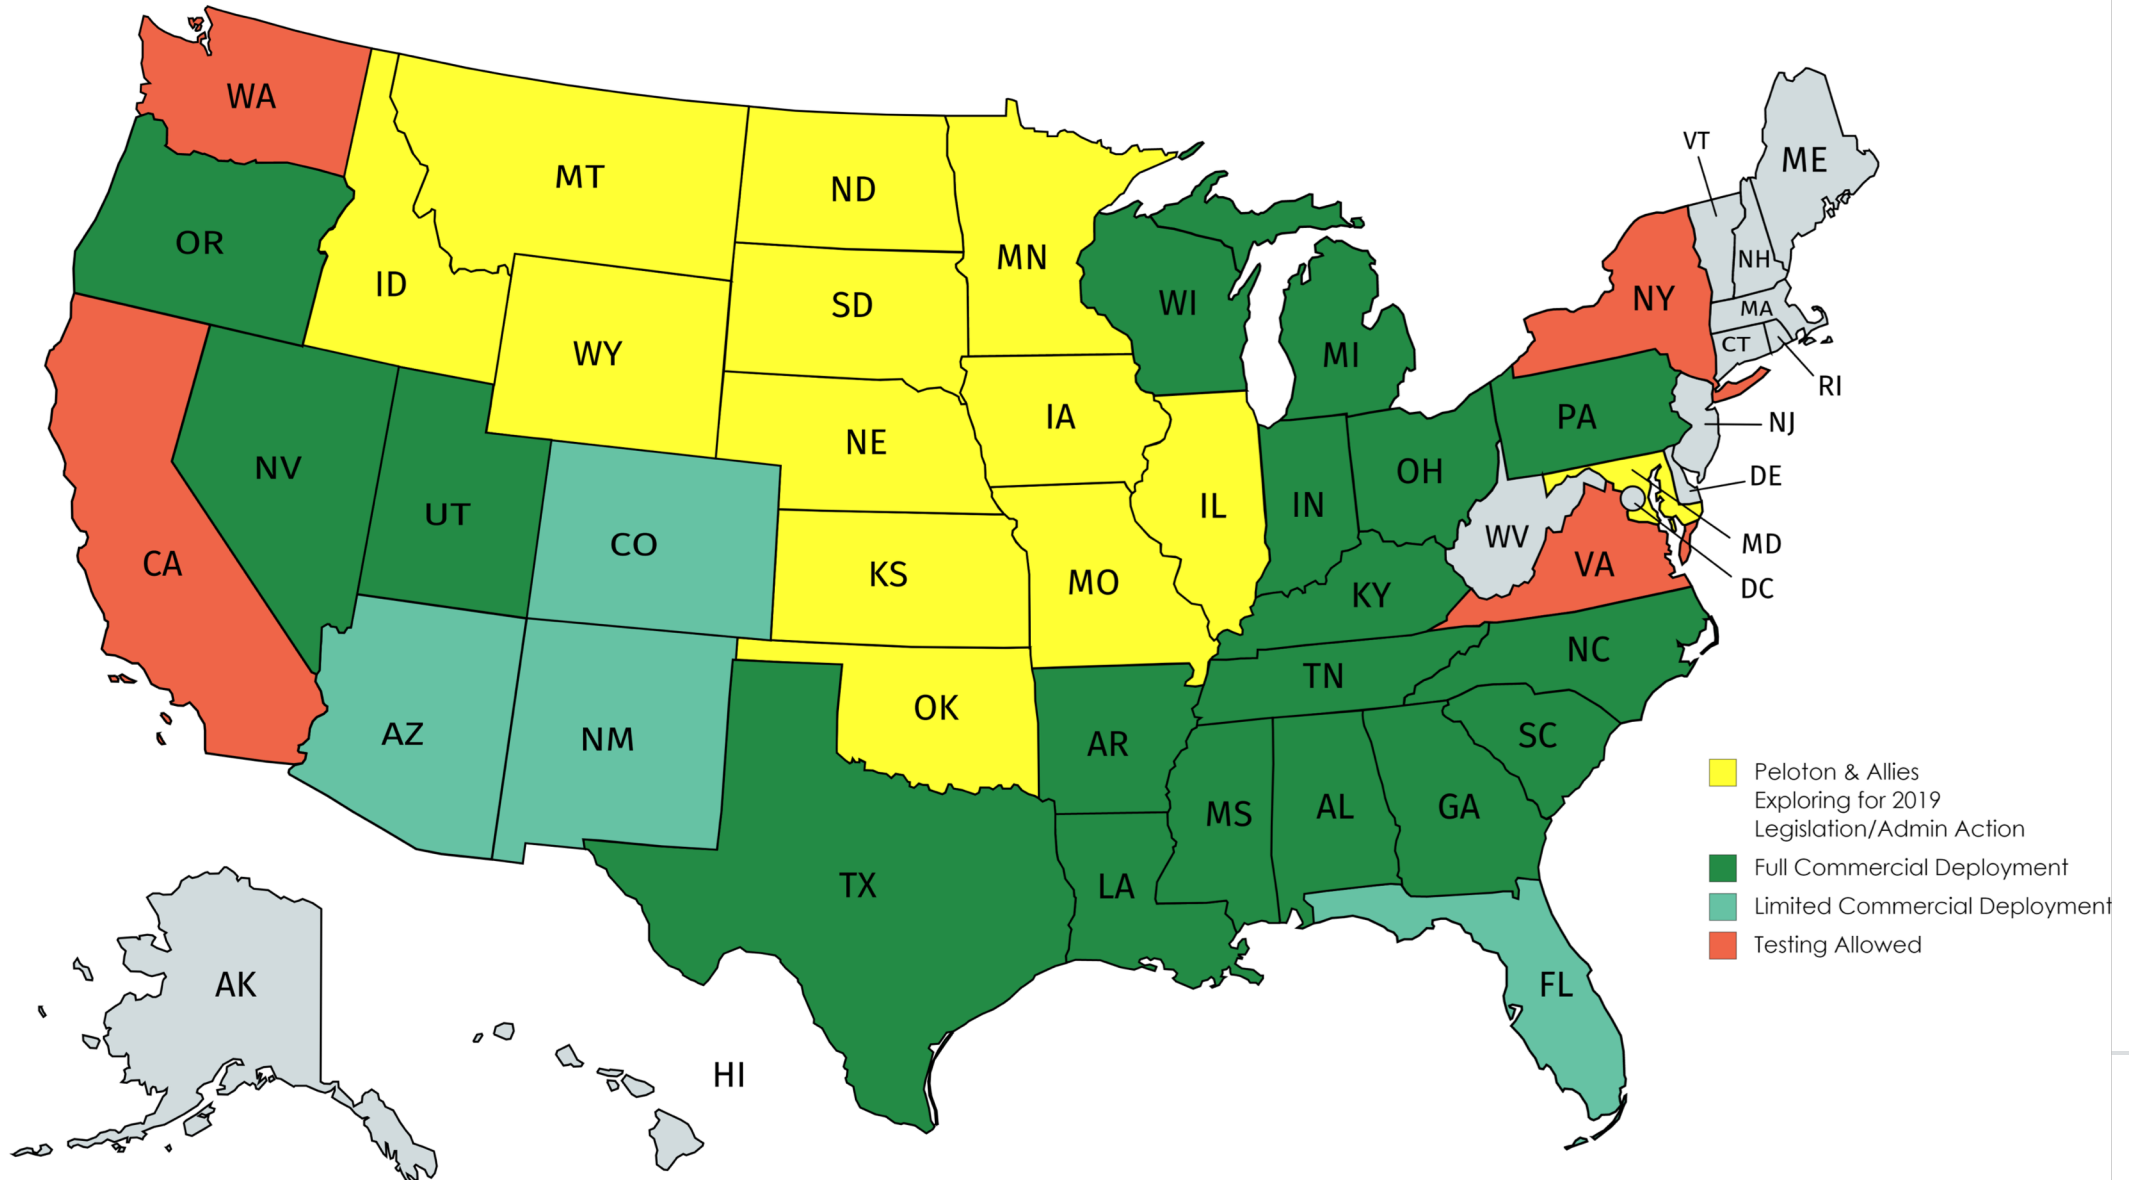 WA
MT
ND
MN
VT
ME
OR
ID
SD
WI
NH
NY
MA
WY
MI
CT
RI
IA
PA
NJ
NE
NV
OH
DE
UT
IL
IN
CO
WV
MD
CA
KS
MO
VA
DC
KY
NC
TN
OK
AZ
NM
AR
SC
MS
AL
GA
TX
LA
FL
AK
HI
Peloton & Allies
Exploring for 2019
Legislation/Admin Action
Full Commercial Deployment
Limited Commercial Deployment
Testing Allowed